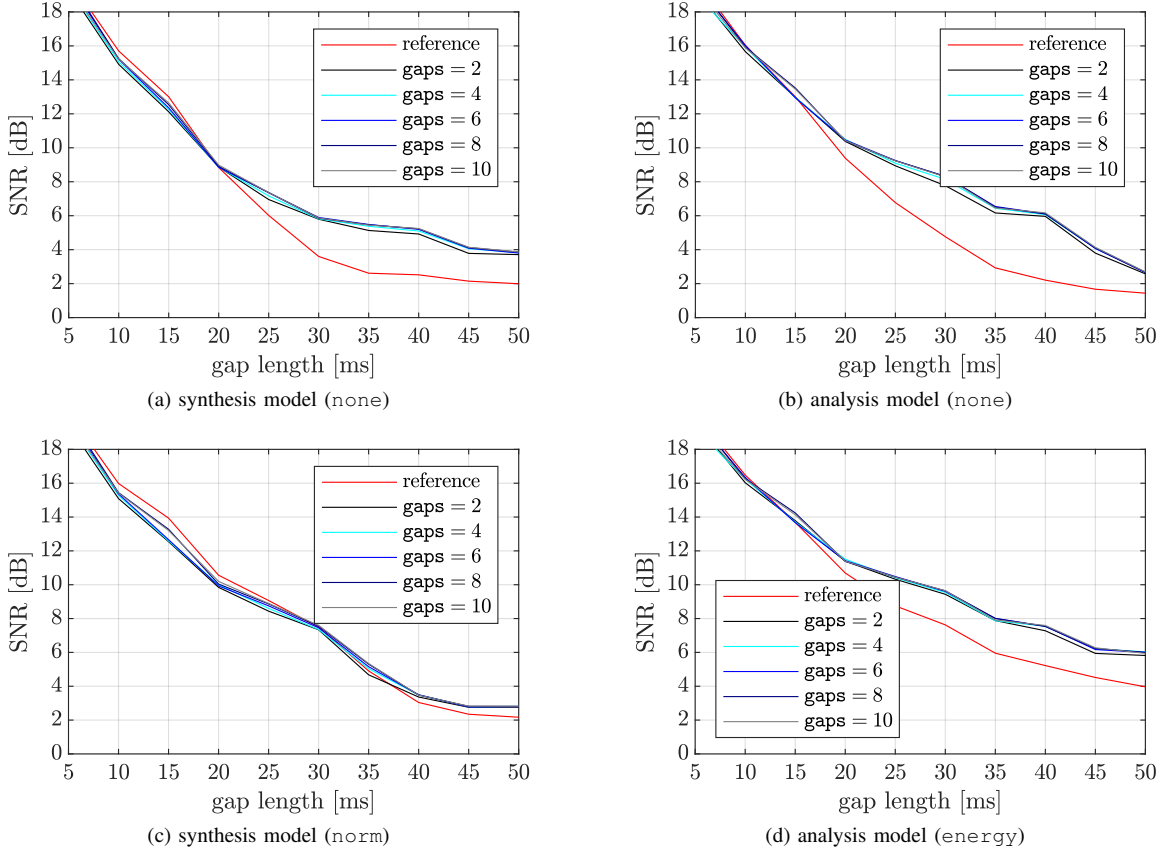 18
16
14
12
10
8
6
4
2
0
SNR [dB]
reference
gaps = 2
gaps = 4
gaps = 6
gaps = 8
gaps = 10
5 10 15 20 25 30 35 40 45 50
gap length [ms]
(a) synthesis model (none)
18
16
14
12
10
8
6
4
2
0
SNR [dB]
reference
gaps = 2
gaps = 4
gaps = 6
gaps = 8
gaps = 10
5 10 15 20 25 30 35 40 45 50
gap length [ms]
(b) analysis model (none)
18
16
14
12
10
8
6
4
2
0
SNR [dB]
reference
gaps = 2
gaps = 4
gaps = 6
gaps = 8
gaps = 10
5 10 15 20 25 30 35 40 45 50
gap length [ms]
(c) synthesis model (norm)
18
16
14
12
10
8
6
4
2
0
SNR [dB]
reference
gaps = 2
gaps = 4
gaps = 6
gaps = 8
gaps = 10
5 10 15 20 25 30 35 40 45 50
gap length [ms]
(d) analysis model (energy)